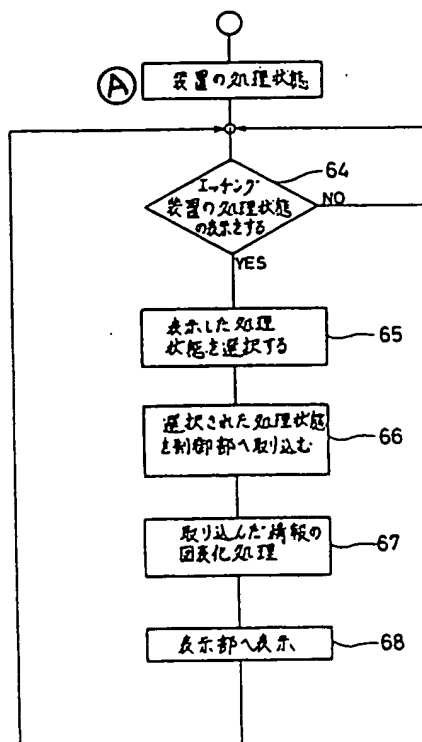 Ⓐ 装置の処理状態
64
エッチング
装置の処理状態
の表示をする
NO
YES
表示した処理
状態を選択する
65
選択された処理状態
を制御部へ取り込む
66
取り込んだ情報の
図表化処理
67
表示部へ表示
68